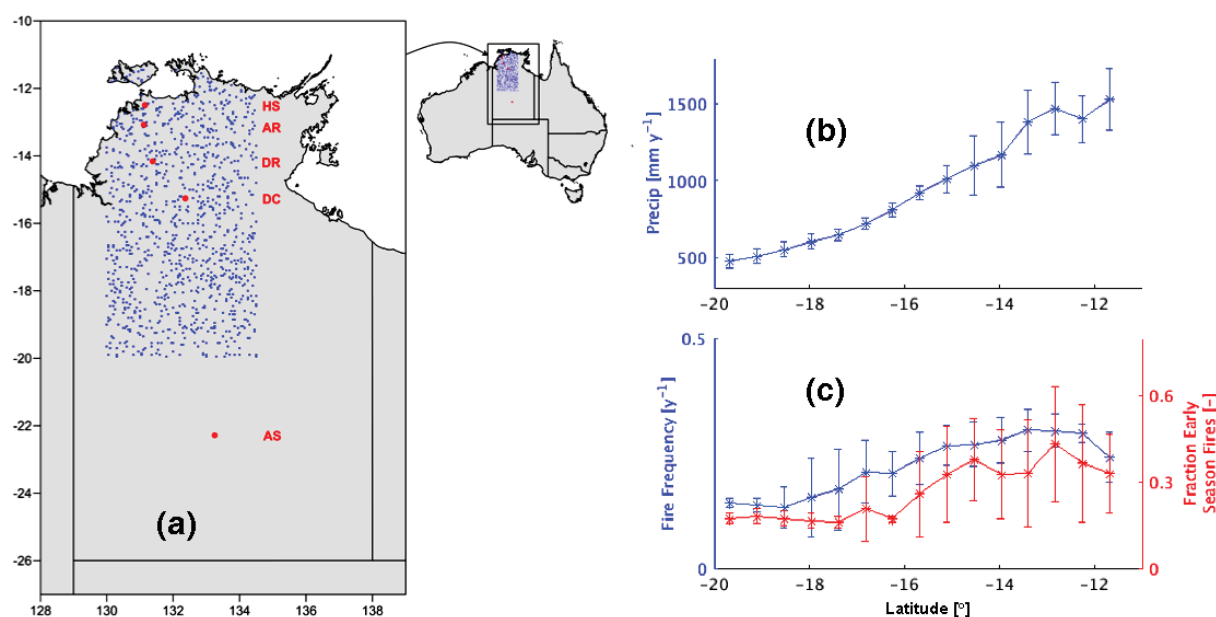 -10
-12
-14
-16
-18
-20
-22
-24
-26
128
130
132
134
136
138
HS
AR
DR
DC
AS
(a)
(b)
Precip [mm y⁻¹]
1500
1000
500
-20
-18
-16
-14
-12
(c)
Fire Frequency [y⁻¹]
0.5
0
Fraction Early
Season Fires [-]
0.6
0.3
0
-20
-18
-16
-14
-12
Latitude [°]